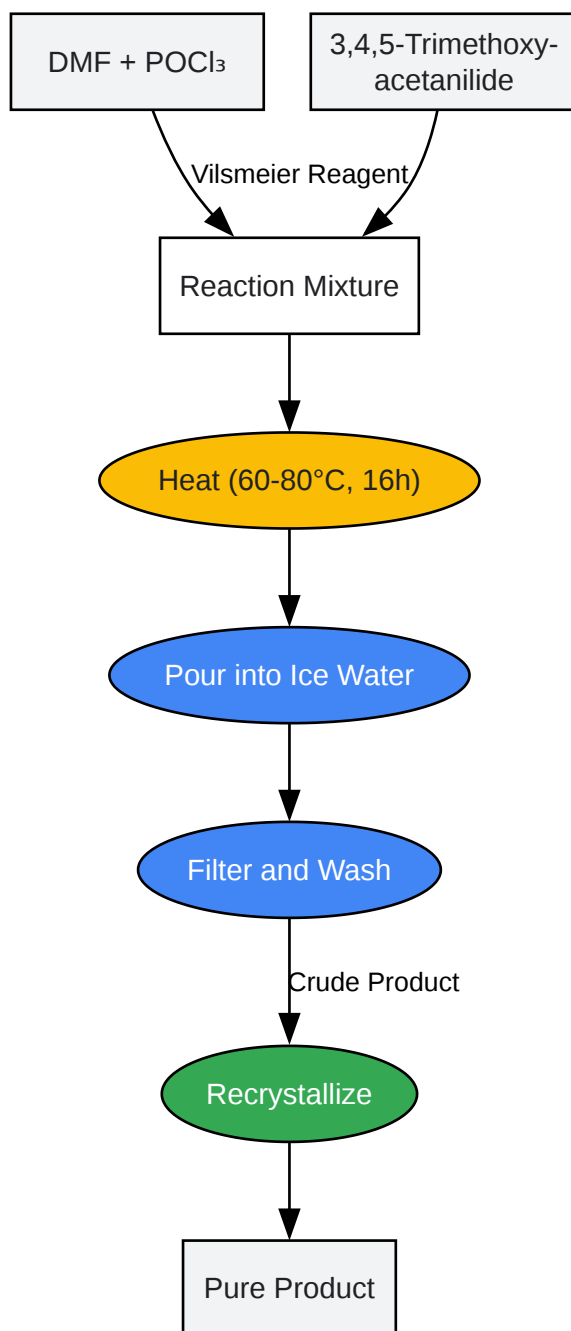 DMF + POCl₃
3,4,5-Trimethoxy-
acetanilide
Vilsmeier Reagent
Reaction Mixture
Heat (60-80°C, 16h)
Pour into Ice Water
Filter and Wash
Crude Product
Recrystallize
Pure Product